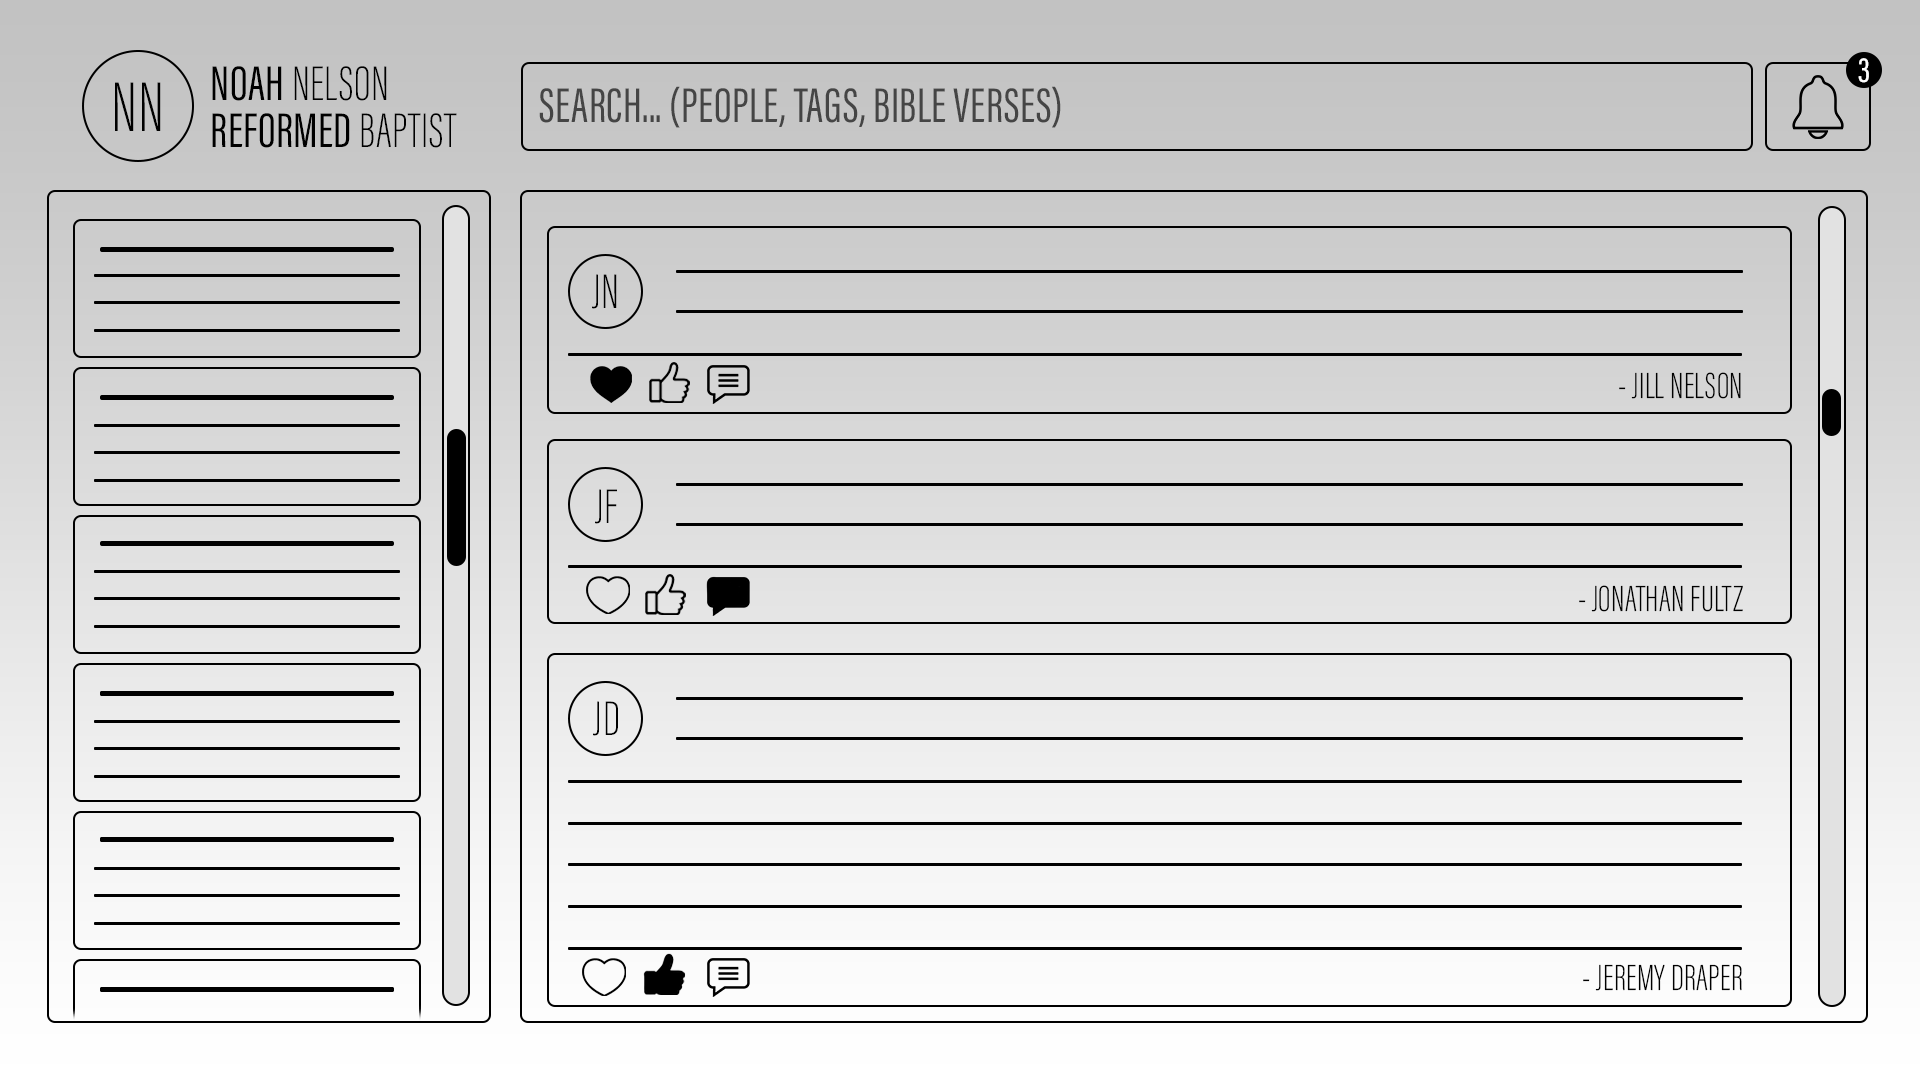 NN
NOAH NELSON
REFORMED BAPTIST
SEARCH... (PEOPLE, TAGS, BIBLE VERSES)
3
JN
- JILL NELSON
JF
- JONATHAN FULTZ
JD
- JEREMY DRAPER